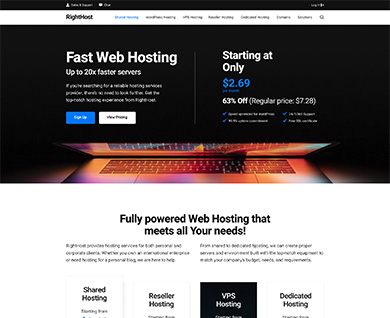 Sales & Support Chat Log In
RightHost
Shared Hosting WordPress Hosting VPS Hosting Reseller Hosting Dedicated Hosting Domains Solutions
Fast Web Hosting
Up to 20x faster servers
If you're searching for a reliable hosting services
provider, there's no need to look further. Get the
top-notch hosting experience from RightHost.
Sign Up View Pricing
Starting at
Only
$2.69
per month
63% Off (Regular price: $7.28)
Speed optimized for WordPress 24/7/365 Support
99.9% uptime commitment Free SSL certificate
Fully powered Web Hosting that
meets all Your needs!
RightHost provides hosting services for both personal and
corporate clients. Whether you own an international enterprise
or need hosting for a personal blog, we are here to help.
From shared to dedicated hosting, we can create proper
servers and environment built with the top-notch equipment to
match your company's budget, needs, and requirements.
Shared
Hosting
Starting from
Reseller
Hosting
Starting from
VPS
Hosting
Starting from
Dedicated
Hosting
Starting from